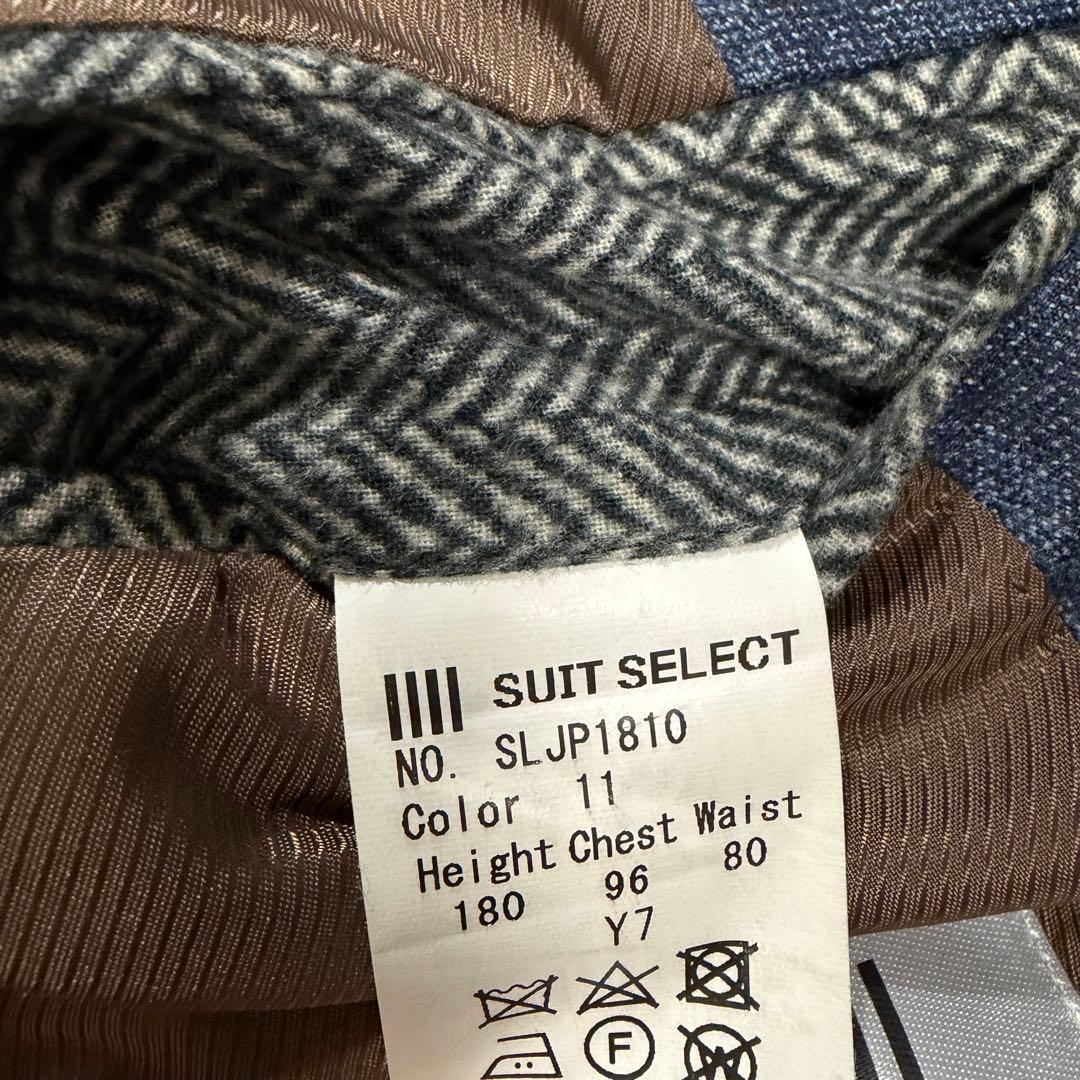 SUIT SELECT
NO. SLJP1810
Color 11
Height Chest Waist
180 96 80
Y7
F
W